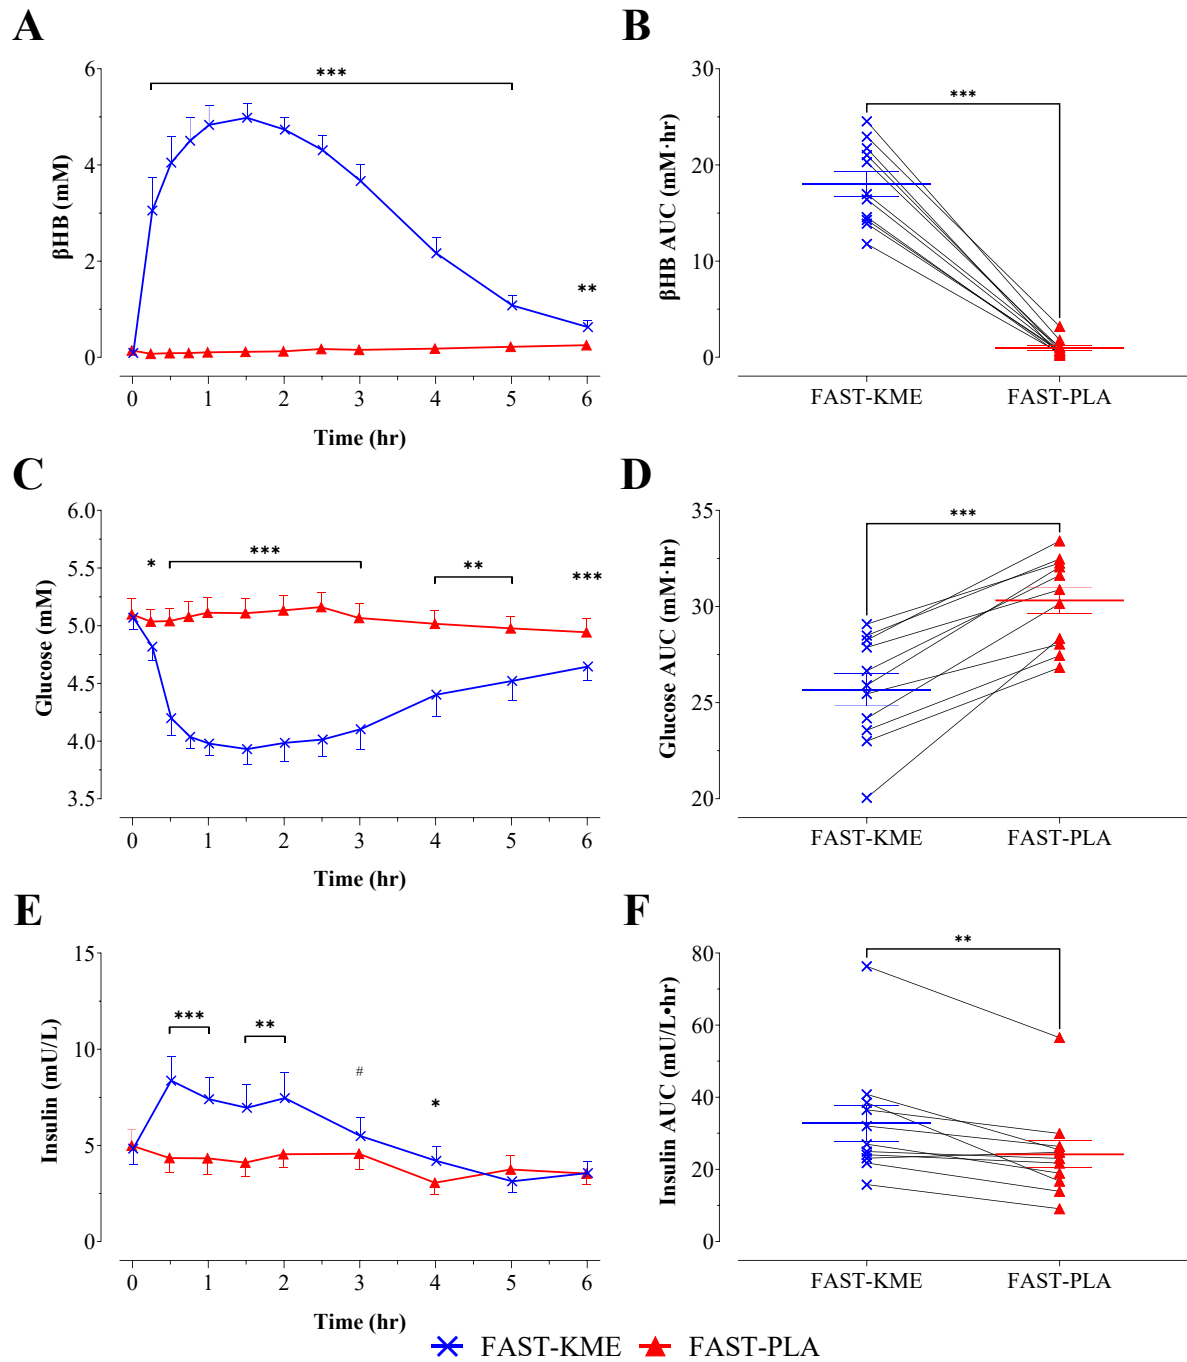 A
B
6
4
2
0
βHB (mM)
***
**
0 1 2 3 4 5 6
Time (hr)
30
20
10
0
βHB AUC (mM·hr)
***
FAST-KME FAST-PLA
C
D
6.0
5.5
5.0
4.5
4.0
3.5
Glucose (mM)
*
***
**
***
0 1 2 3 4 5 6
Time (hr)
35
30
25
20
Glucose AUC (mM·hr)
***
FAST-KME FAST-PLA
E
F
15
10
5
0
Insulin (mU/L)
***
**
#
*
0 1 2 3 4 5 6
Time (hr)
80
60
40
20
0
Insulin AUC (mU/L•hr)
**
FAST-KME FAST-PLA
FAST-KME FAST-PLA